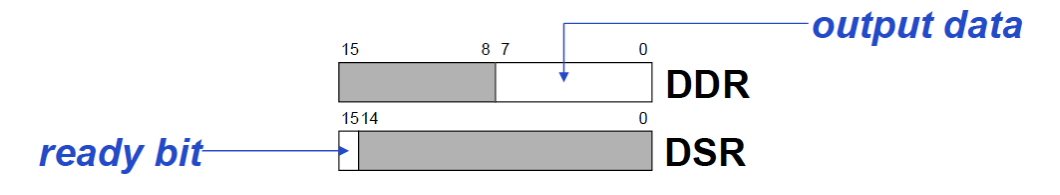 output data
15 8 7 0
DDR
15 14 0
ready bit
DSR